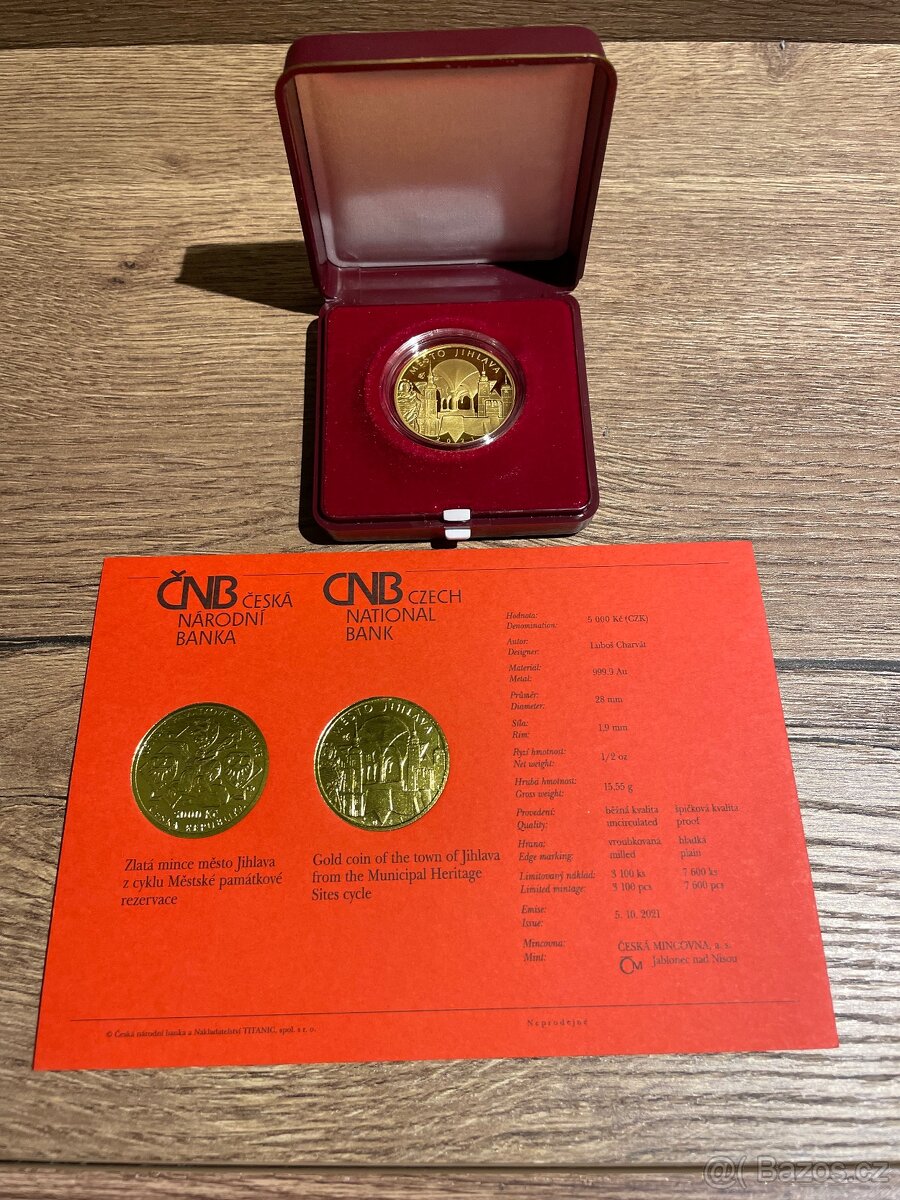 MĚSTO JIHLAVA
ČNB ČESKÁ
NÁRODNÍ
BANKA
CNB CZECH
NATIONAL
BANK
MĚSTO JIHLAVA
Zlatá mince město Jihlava
z cyklu Městské památkové
rezervace
Gold coin of the town of Jihlava
from the Municipal Heritage
Sites cycle
Hodnota:
Denomination: 5 000 Kč (CZK)
Autor:
Designer: Luboš Charvát
Materiál:
Metal: 999.9 Au
Průměr:
Diameter: 28 mm
Síla:
Rim: 1,9 mm
Ryzí hmotnost:
Net weight: 1/2 oz
Hrubá hmotnost:
Gross weight: 15,55 g
Provedení: běžná kvalita špičková kvalita
Quality: uncirculated proof
Hrana: vroubkovaná hladká
Edge marking: milled plain
Limitovaný náklad: 3 100 ks 7 600 ks
Limited mintage: 3 100 pcs 7 600 pcs
Emise:
Issue: 5. 10. 2021
Mincovna: ČESKÁ MINCOVNA, a. s.
Mint: ČM Jablonec nad Nisou
© Česká národní banka a Nakladatelství TITANIC, spol. s r. o.
Neprodejné
@( Bazos.cz